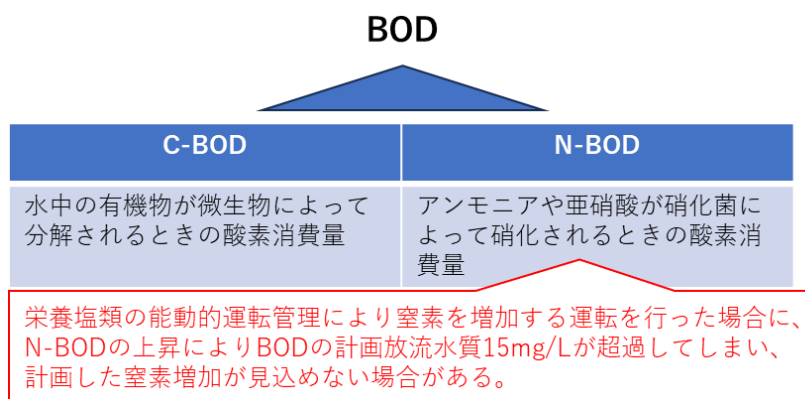 BOD
C-BOD
N-BOD
水中の有機物が微生物によって
分解されるときの酸素消費量
アンモニアや亜硝酸が硝化菌に
よって硝化されるときの酸素消
費量
栄養塩類の能動的運転管理により窒素を増加する運転を行った場合に、
N-BODの上昇によりBODの計画放流水質15mg/Lが超過してしまい、
計画した窒素増加が見込めない場合がある。